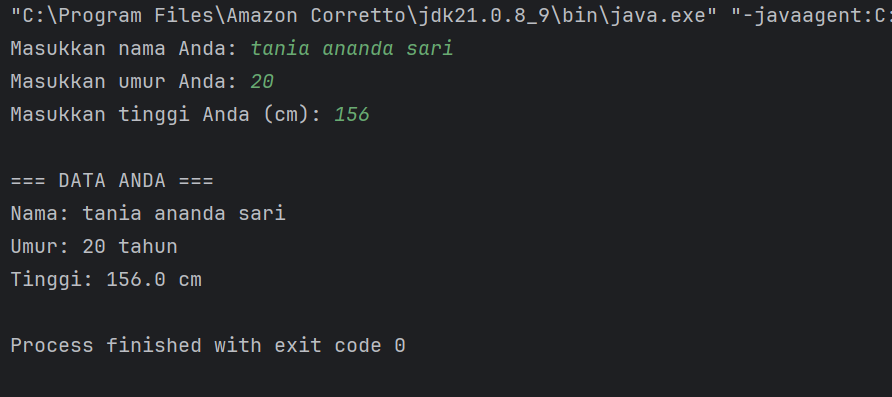 "C:\Program Files\Amazon Corretto\jdk21.0.8_9\bin\java.exe" "-javaagent:C:
Masukkan nama Anda: tania ananda sari
Masukkan umur Anda: 20
Masukkan tinggi Anda (cm): 156
=== DATA ANDA ===
Nama: tania ananda sari
Umur: 20 tahun
Tinggi: 156.0 cm
Process finished with exit code 0